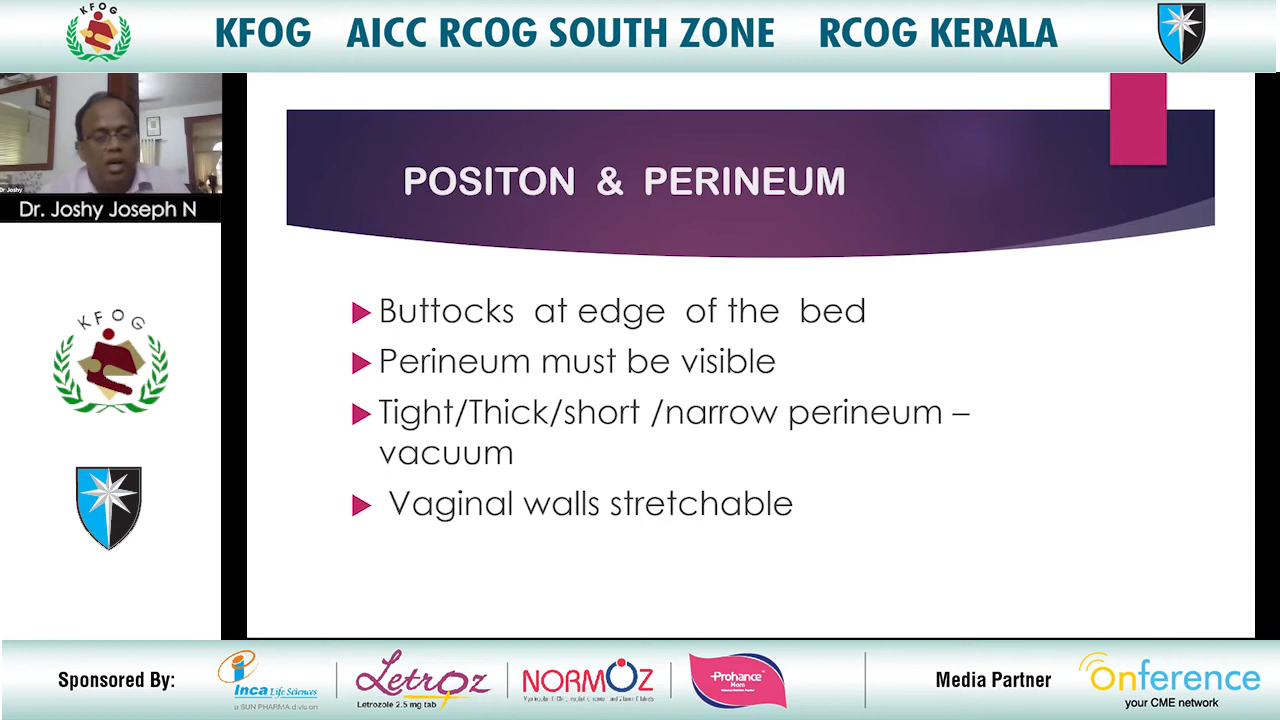 KFOG
KFOG AICC RCOG SOUTH ZONE RCOG KERALA
Dr Joshy
Dr. Joshy Joseph N
POSITON & PERINEUM
Buttocks at edge of the bed
Perineum must be visible
Tight/Thick/short /narrow perineum –
vacuum
Vaginal walls stretchable
KFOG
Sponsored By:
Inca Life Sciences
a SUN PHARMA division
Letroz
Letrozole 2.5 mg tab
NORMOZ
Prohance
Mom
Media Partner
Onference
your CME network